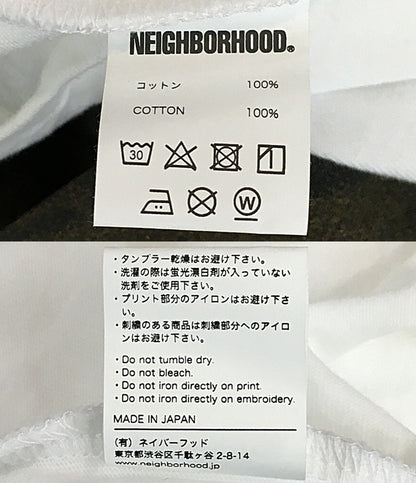 NEIGHBORHOOD®
コットン 100%
COTTON 100%
30
W
・タンブラー乾燥はお避け下さい。
・洗濯の際は蛍光漂白剤が入っていない
洗剤をご使用下さい。
・プリント部分のアイロンはお避け下さ
い。
・刺繍のある商品は刺繍部分へのアイロ
ンはお避け下さい。
・Do not tumble dry.
・Do not bleach.
・Do not iron directly on print.
・Do not iron directly on embroidery.
MADE IN JAPAN
(有) ネイバーフッド
東京都渋谷区千駄ヶ谷 2-8-14
www.neighborhood.jp